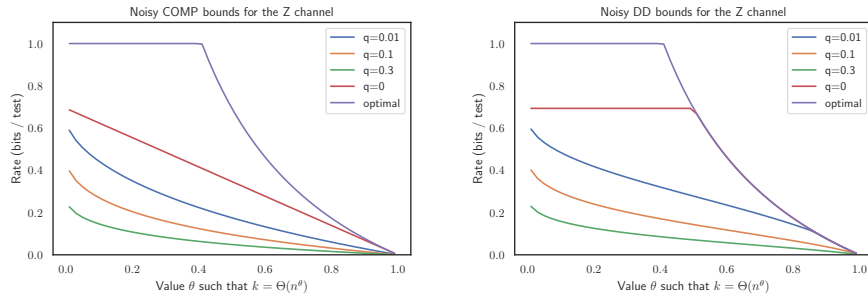 Noisy COMP bounds for the Z channel
Rate (bits / test)
1.0
0.8
0.6
0.4
0.2
0.0
q=0.01
q=0.1
q=0.3
q=0
optimal
0.0 0.2 0.4 0.6 0.8 1.0
Value θ such that k = Θ(n^θ)
Noisy DD bounds for the Z channel
Rate (bits / test)
1.0
0.8
0.6
0.4
0.2
0.0
q=0.01
q=0.1
q=0.3
q=0
optimal
0.0 0.2 0.4 0.6 0.8 1.0
Value θ such that k = Θ(n^θ)